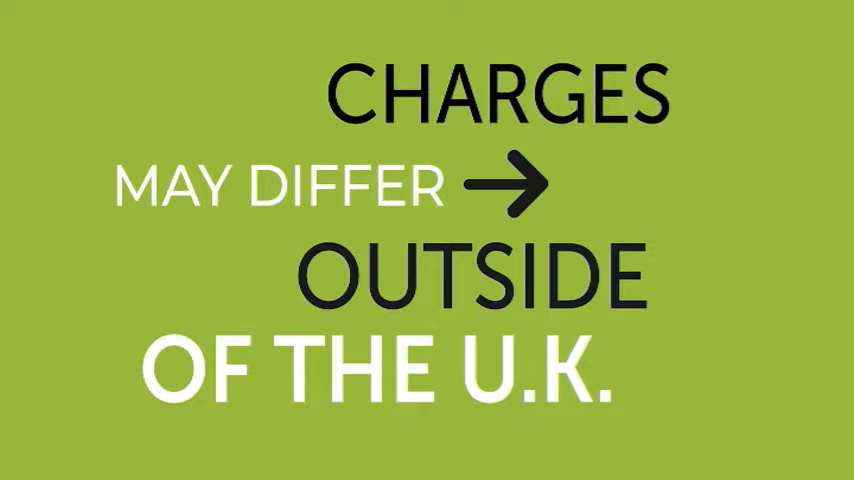 CHARGES
MAY DIFFER →
OUTSIDE
OF THE U.K.